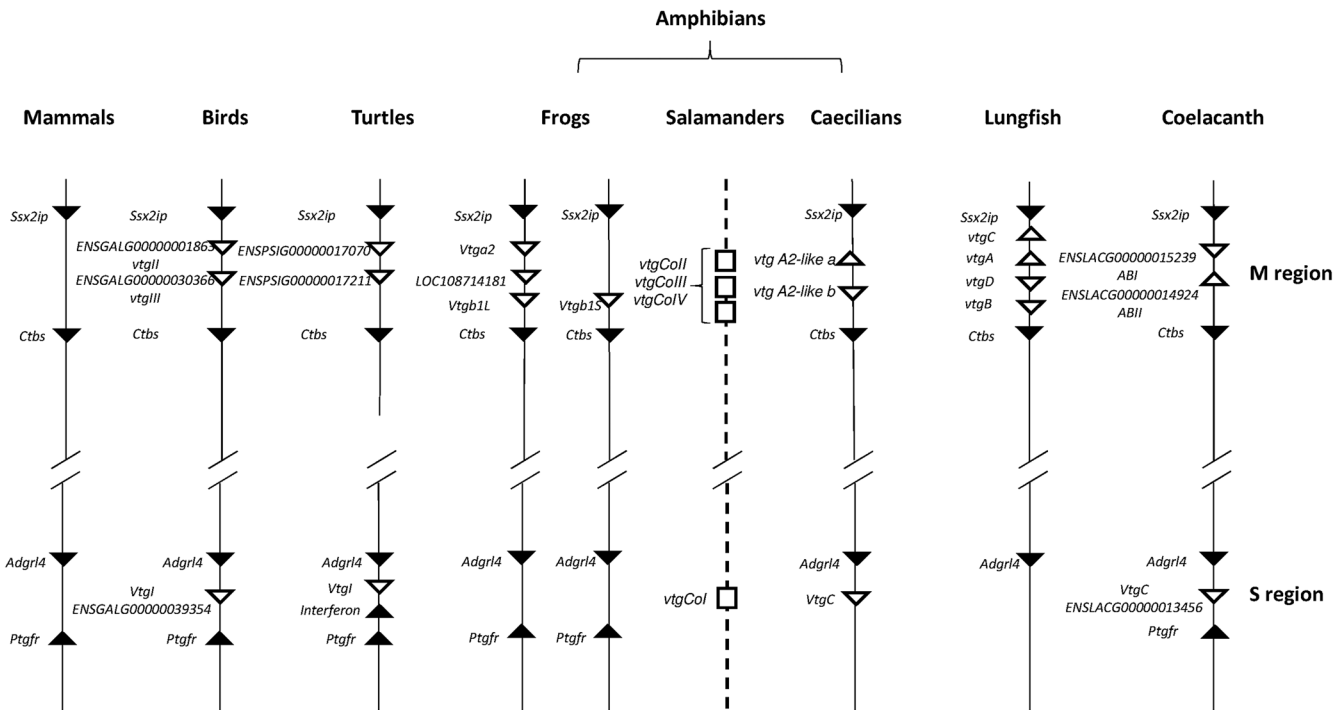 Amphibians
Mammals Birds Turtles Frogs Salamanders Caecilians Lungfish Coelacanth
Ssx2ip Ssx2ip Ssx2ip Ssx2ip Ssx2ip Ssx2ip Ssx2ip Ssx2ip
vtgC
ENSGALG00000001863 ENSPSIG00000017070 Vtga2 vtgCoII vtg A2-like a vtgA ENSLACG00000015239
vtgII ABI
ENSGALG00000030366 ENSPSIG00000017211 LOC108714181 vtgCoIII vtg A2-like b vtgD ENSLACG00000014924 M region
vtgIII Vtgb1L Vtgb1S vtgCoIV vtgB ABII
Ctbs Ctbs Ctbs Ctbs Ctbs Ctbs Ctbs Ctbs
Adgrl4 Adgrl4 Adgrl4 Adgrl4 Adgrl4 Adgrl4 Adgrl4 Adgrl4
VtgI VtgI VtgC
ENSGALG00000039354 Interferon vtgCoI VtgC ENSLACG00000013456 S region
Ptgfr Ptgfr Ptgfr Ptgfr Ptgfr Ptgfr